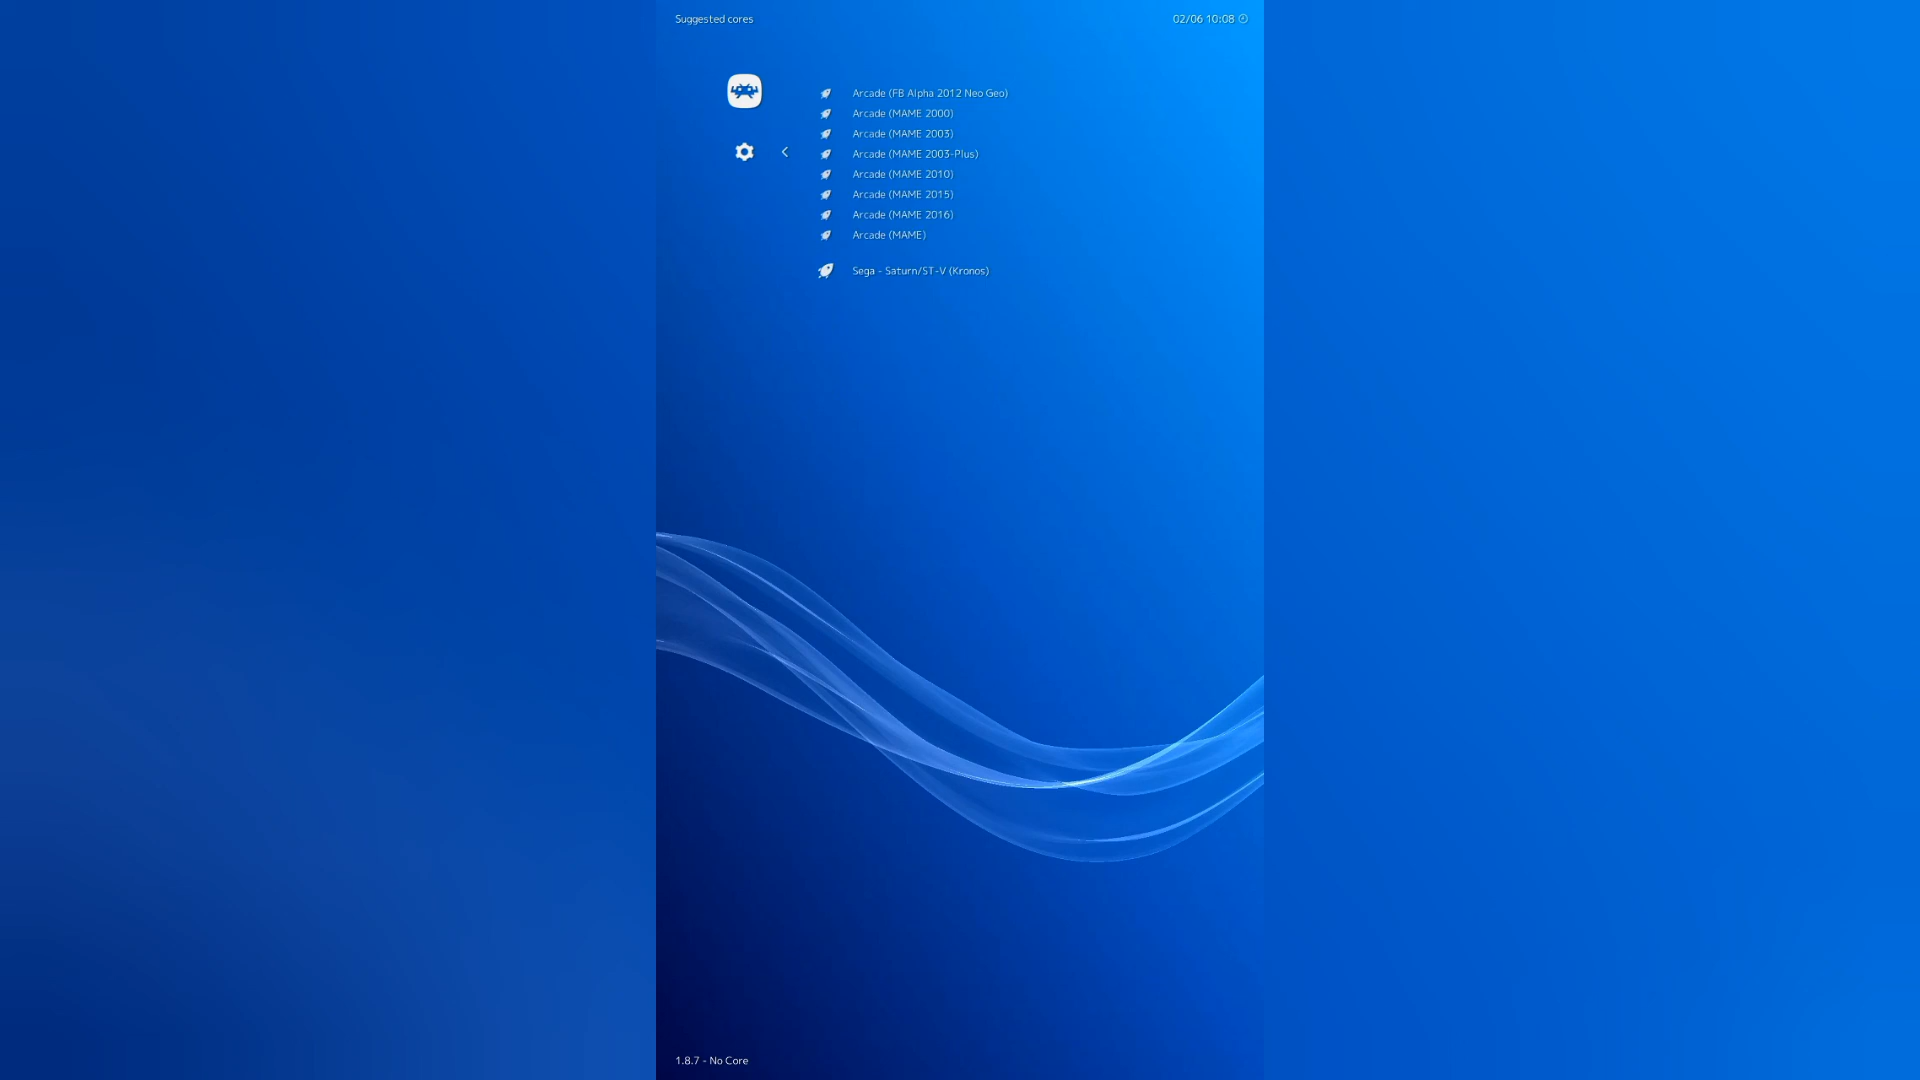 Suggested cores
02/06 10:08
Arcade (FB Alpha 2012 Neo Geo)
Arcade (MAME 2000)
Arcade (MAME 2003)
Arcade (MAME 2003-Plus)
Arcade (MAME 2010)
Arcade (MAME 2015)
Arcade (MAME 2016)
Arcade (MAME)
Sega - Saturn/ST-V (Kronos)
1.8.7 - No Core